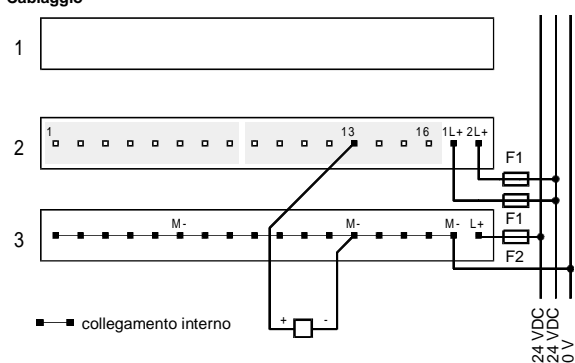 Cablaggio
1
1 13 16 1L+ 2L+
2
F1
F1
M- M- M- L+
3
F2
+ -
collegamento interno
24 VDC
24 VDC
0 V